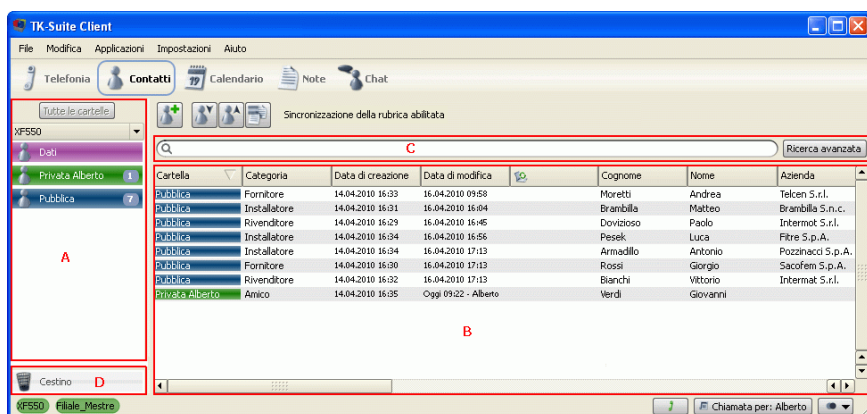 TK-Suite Client
File Modifica Applicazioni Impostazioni Aiuto
Telefonia Contatti 19 Calendario Note Chat
Tutte le cartelle
Sincronizzazione della rubrica abilitata
XF550
C Ricerca avanzata
Dati
Privata Alberto 1
Pubblica 7
A
Cartella Categoria Data di creazione Data di modifica Cognome Nome Azienda
Pubblica Fornitore 14.04.2010 16:33 16.04.2010 09:58 Moretti Andrea Telcen S.r.l.
Pubblica Installatore 14.04.2010 16:31 16.04.2010 16:04 Brambilla Matteo Brambilla S.n.c.
Pubblica Rivenditore 14.04.2010 16:29 16.04.2010 16:45 Dovizioso Paolo Intermot S.r.l.
Pubblica Installatore 14.04.2010 16:34 16.04.2010 16:56 Pesek Luca Fitre S.p.A.
Pubblica Installatore 14.04.2010 16:34 16.04.2010 17:13 Armadillo Antonio Pozzinacci S.p.A.
Pubblica Fornitore 14.04.2010 16:30 16.04.2010 17:13 Rossi Giorgio Sacofem S.p.A.
Pubblica Rivenditore 14.04.2010 16:32 16.04.2010 17:13 Bianchi Vittorio Intermat S.r.l.
Privata Alberto Amico 14.04.2010 16:35 Oggi 09:22 - Alberto Verdi Giovanni
B
Cestino D
XF550 Filiale_Mestre Chiamata per: Alberto